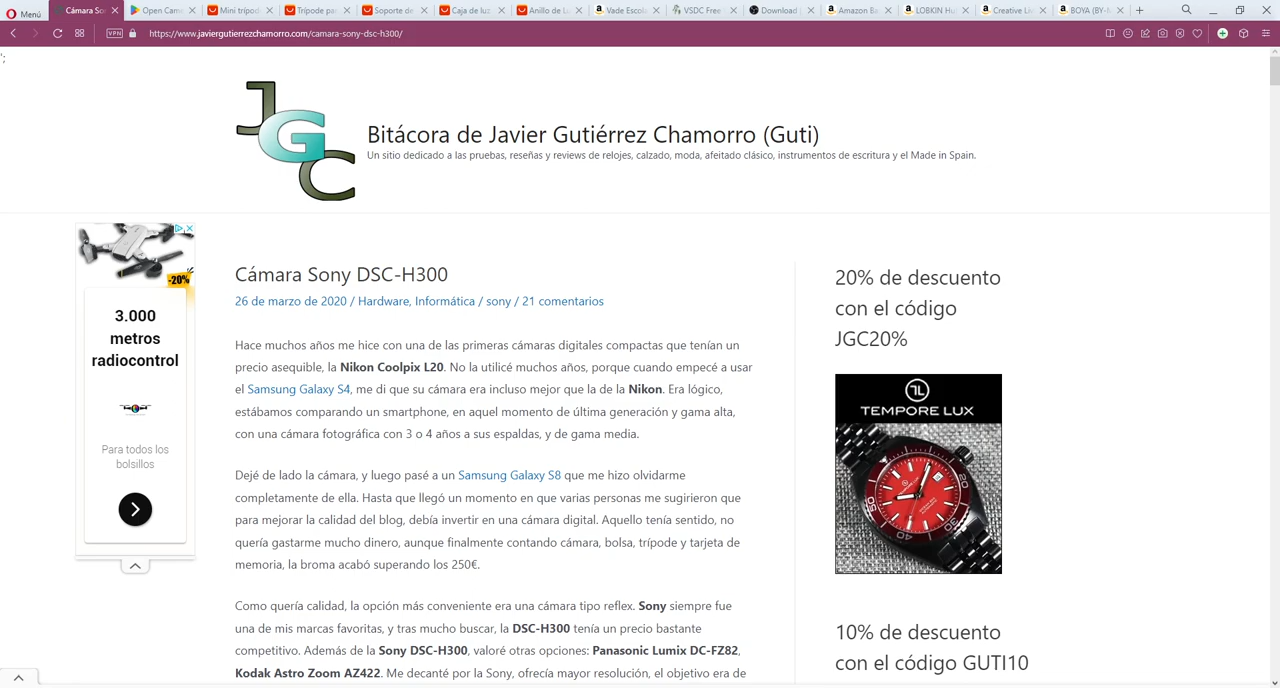 Menú
Cámara So
Open Cam
Mini trípod
Trípode pa
Soporte de
Caja de luz
Anillo de Lu
Vade Escola
VSDC Free
Download |
Amazon Ba
LOBKIN Hu
Creative Liv
BOYA (BY-M
VPN
https://www.javiergutierrezchamorro.com/camara-sony-dsc-h300/
';
JGC
Bitácora de Javier Gutiérrez Chamorro (Guti)
Un sitio dedicado a las pruebas, reseñas y reviews de relojes, calzado, moda, afeitado clásico, instrumentos de escritura y el Made in Spain.
-20%
3.000
metros
radiocontrol
Para todos los
bolsillos
Cámara Sony DSC-H300
26 de marzo de 2020 / Hardware, Informática / sony / 21 comentarios
Hace muchos años me hice con una de las primeras cámaras digitales compactas que tenían un
precio asequible, la Nikon Coolpix L20. No la utilicé muchos años, porque cuando empecé a usar
el Samsung Galaxy S4, me di que su cámara era incluso mejor que la de la Nikon. Era lógico,
estábamos comparando un smartphone, en aquel momento de última generación y gama alta,
con una cámara fotográfica con 3 o 4 años a sus espaldas, y de gama media.
Dejé de lado la cámara, y luego pasé a un Samsung Galaxy S8 que me hizo olvidarme
completamente de ella. Hasta que llegó un momento en que varias personas me sugirieron que
para mejorar la calidad del blog, debía invertir en una cámara digital. Aquello tenía sentido, no
quería gastarme mucho dinero, aunque finalmente contando cámara, bolsa, trípode y tarjeta de
memoria, la broma acabó superando los 250€.
Como quería calidad, la opción más conveniente era una cámara tipo reflex. Sony siempre fue
una de mis marcas favoritas, y tras mucho buscar, la DSC-H300 tenía un precio bastante
competitivo. Además de la Sony DSC-H300, valoré otras opciones: Panasonic Lumix DC-FZ82,
Kodak Astro Zoom AZ422. Me decanté por la Sony, ofrecía mayor resolución, el objetivo era de
20% de descuento
con el código
JGC20%
TEMPORE LUX
TEMPORE LUX
50
20
40
30
10% de descuento
con el código GUTI10